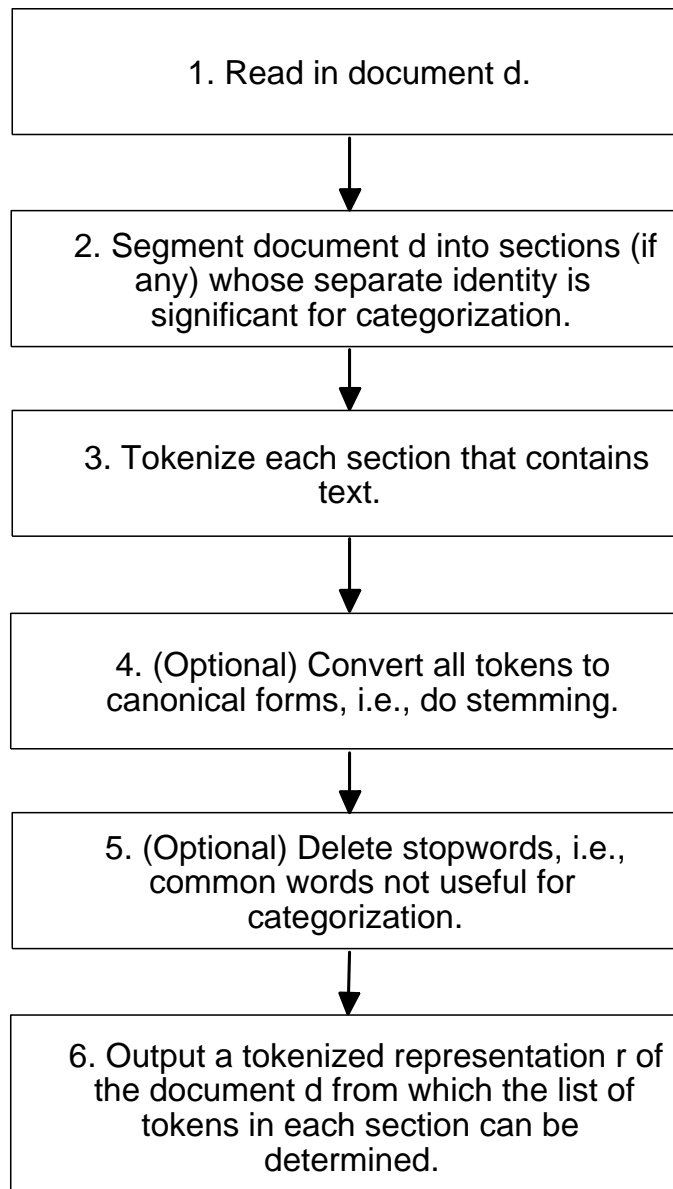 1. Read in document d.
2. Segment document d into sections (if
any) whose separate identity is
significant for categorization.
3. Tokenize each section that contains
text.
4. (Optional) Convert all tokens to
canonical forms, i.e., do stemming.
5. (Optional) Delete stopwords, i.e.,
common words not useful for
categorization.
6. Output a tokenized representation r of
the document d from which the list of
tokens in each section can be
determined.